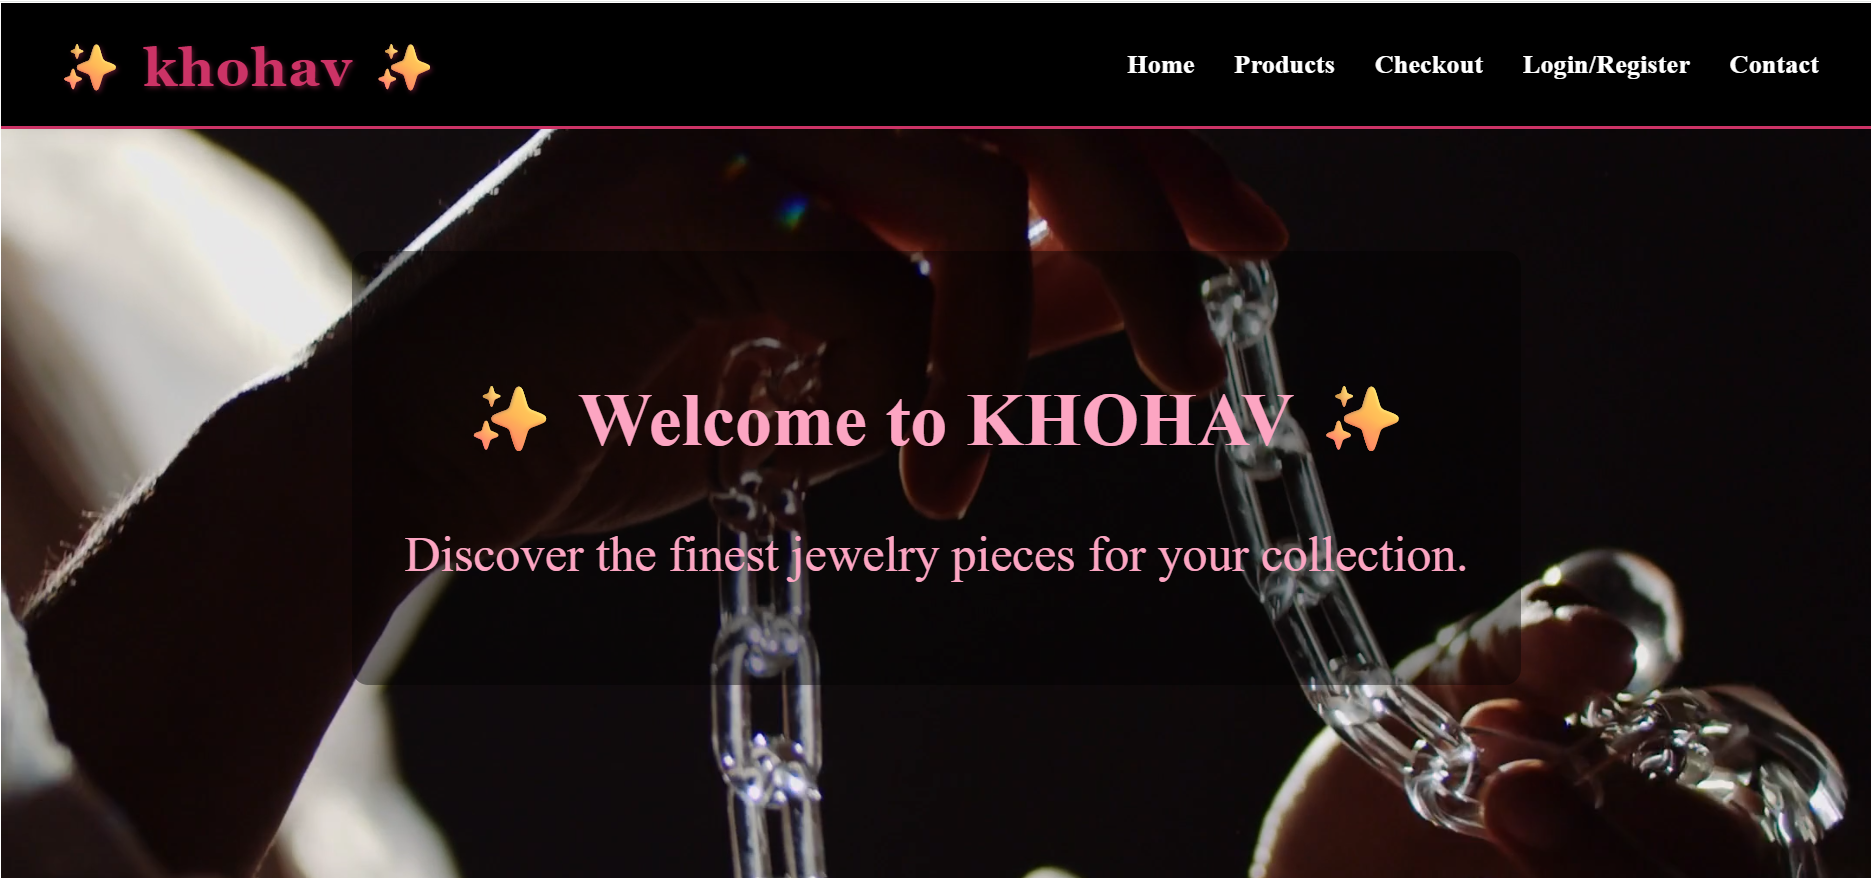 ✨ khohav ✨
Home Products Checkout Login/Register Contact
✨ Welcome to KHOHAV ✨
Discover the finest jewelry pieces for your collection.